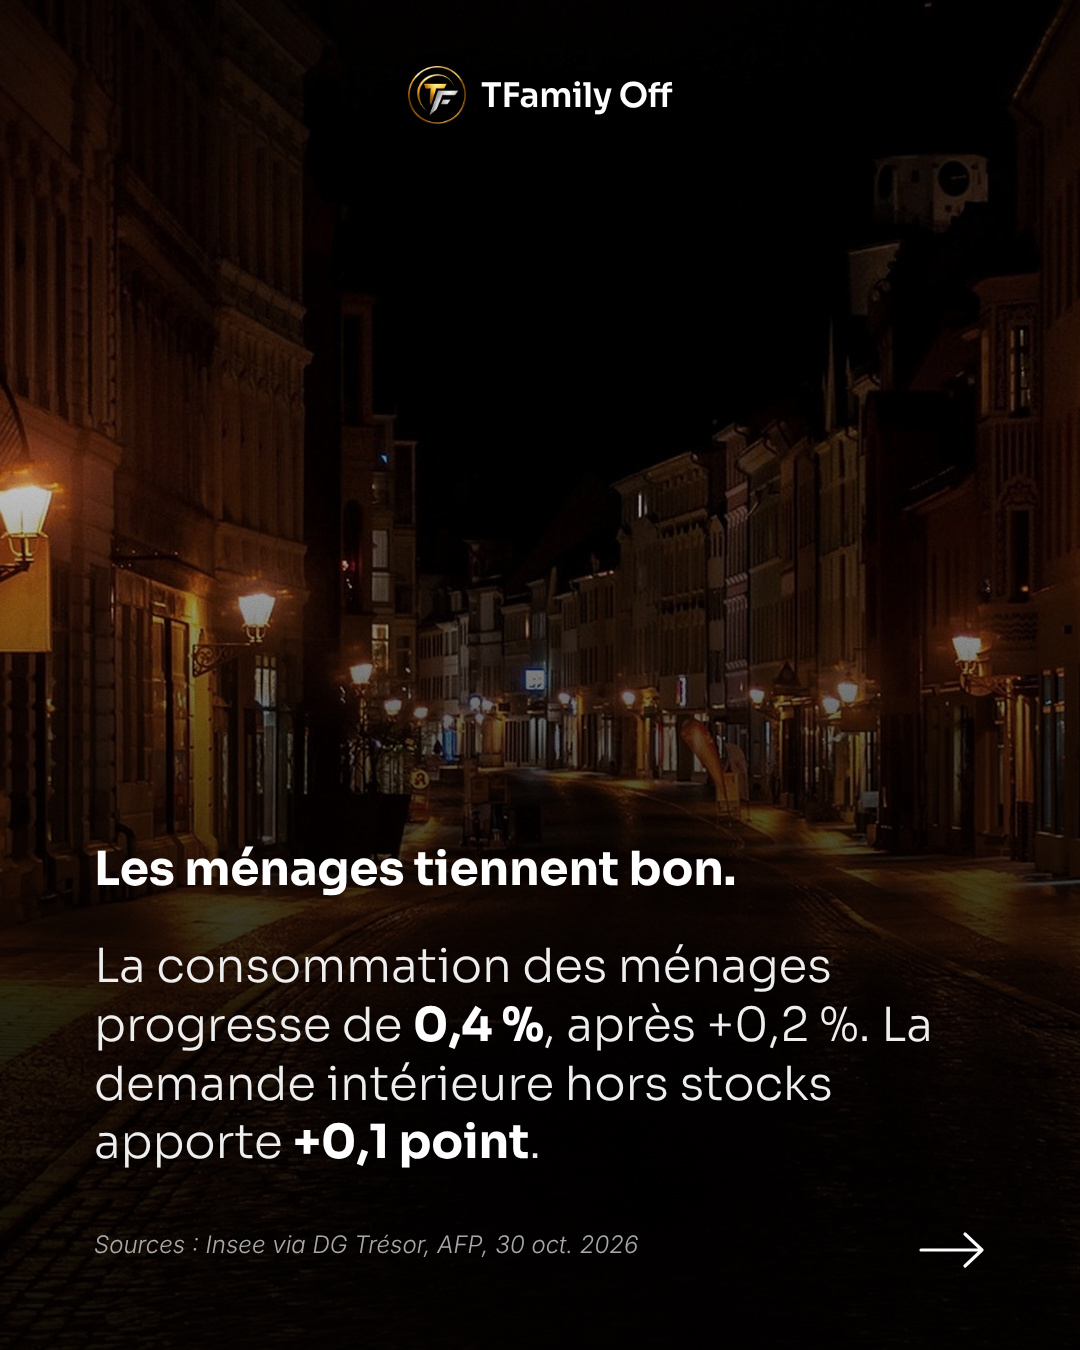 TFamily Off
Les ménages tiennent bon.
La consommation des ménages
progresse de 0,4 %, après +0,2 %. La
demande intérieure hors stocks
apporte +0,1 point.
Sources : Insee via DG Trésor, AFP, 30 oct. 2026